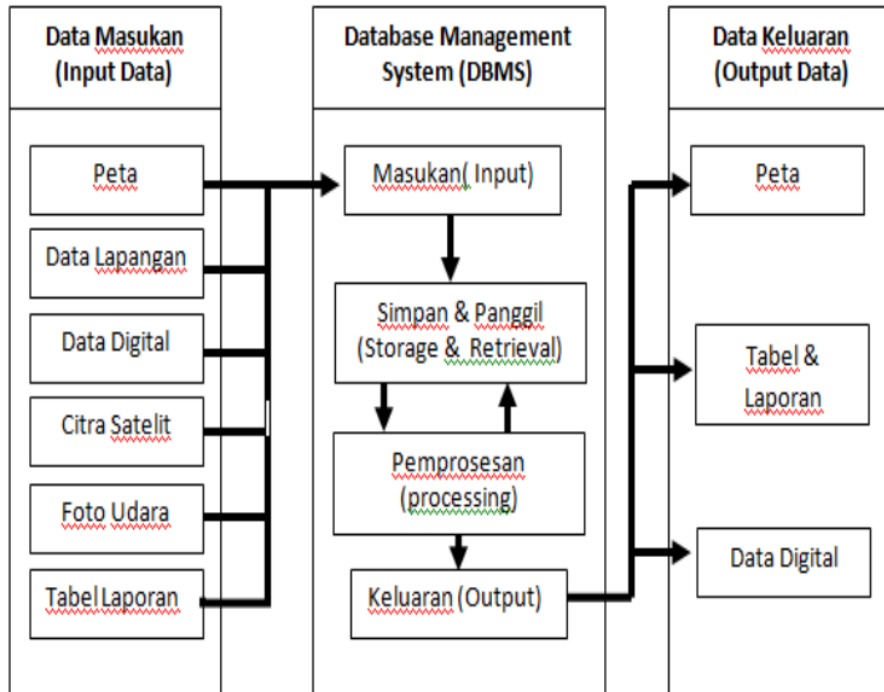 Data Masukan
(Input Data)
Peta
Data Lapangan
Data Digital
Citra Satelit
Foto Udara
Tabel Laporan
Database Management
System (DBMS)
Masukan( Input)
Simpan & Panggil
(Storage & Retrieval)
Pemprosesan
(processing)
Keluaran (Output)
Data Keluaran
(Output Data)
Peta
Tabel &
Laporan
Data Digital